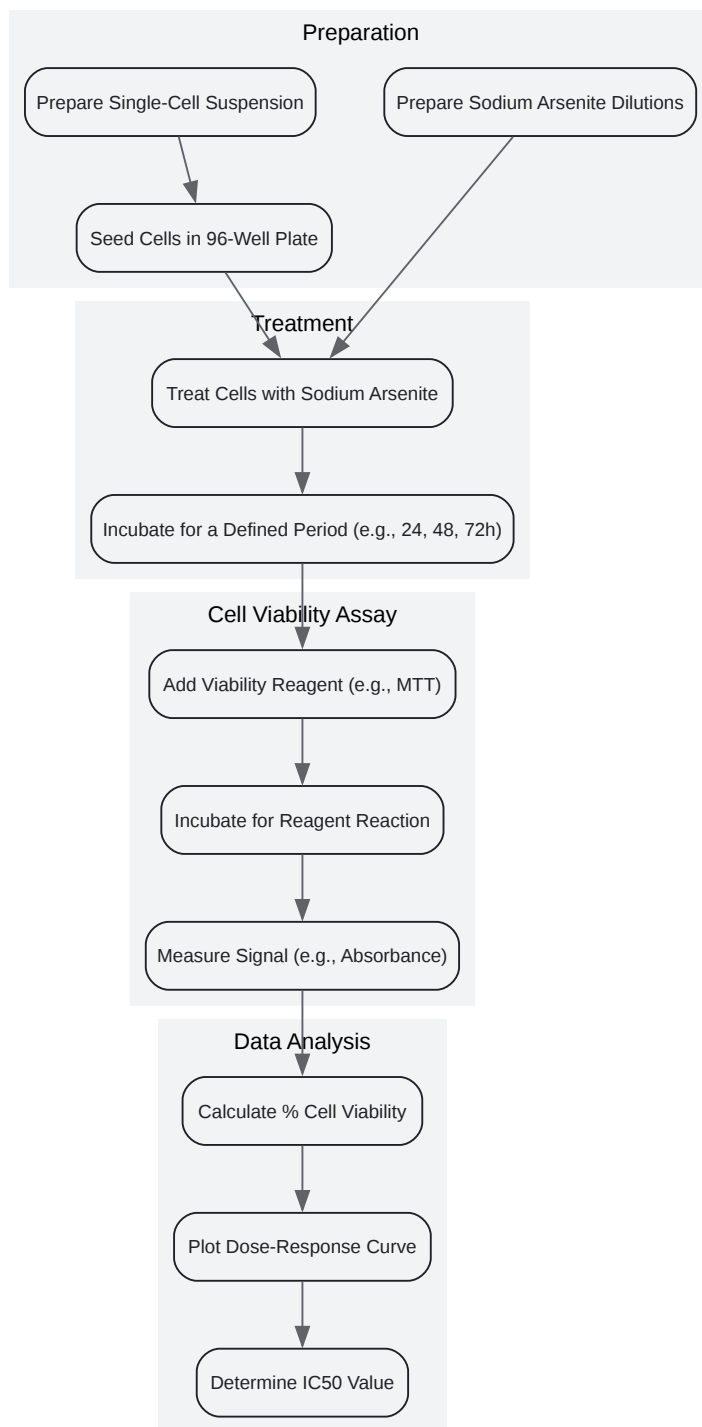 Preparation
Prepare Single-Cell Suspension
Prepare Sodium Arsenite Dilutions
Seed Cells in 96-Well Plate
Treatment
Treat Cells with Sodium Arsenite
Incubate for a Defined Period (e.g., 24, 48, 72h)
Cell Viability Assay
Add Viability Reagent (e.g., MTT)
Incubate for Reagent Reaction
Measure Signal (e.g., Absorbance)
Data Analysis
Calculate % Cell Viability
Plot Dose-Response Curve
Determine IC50 Value